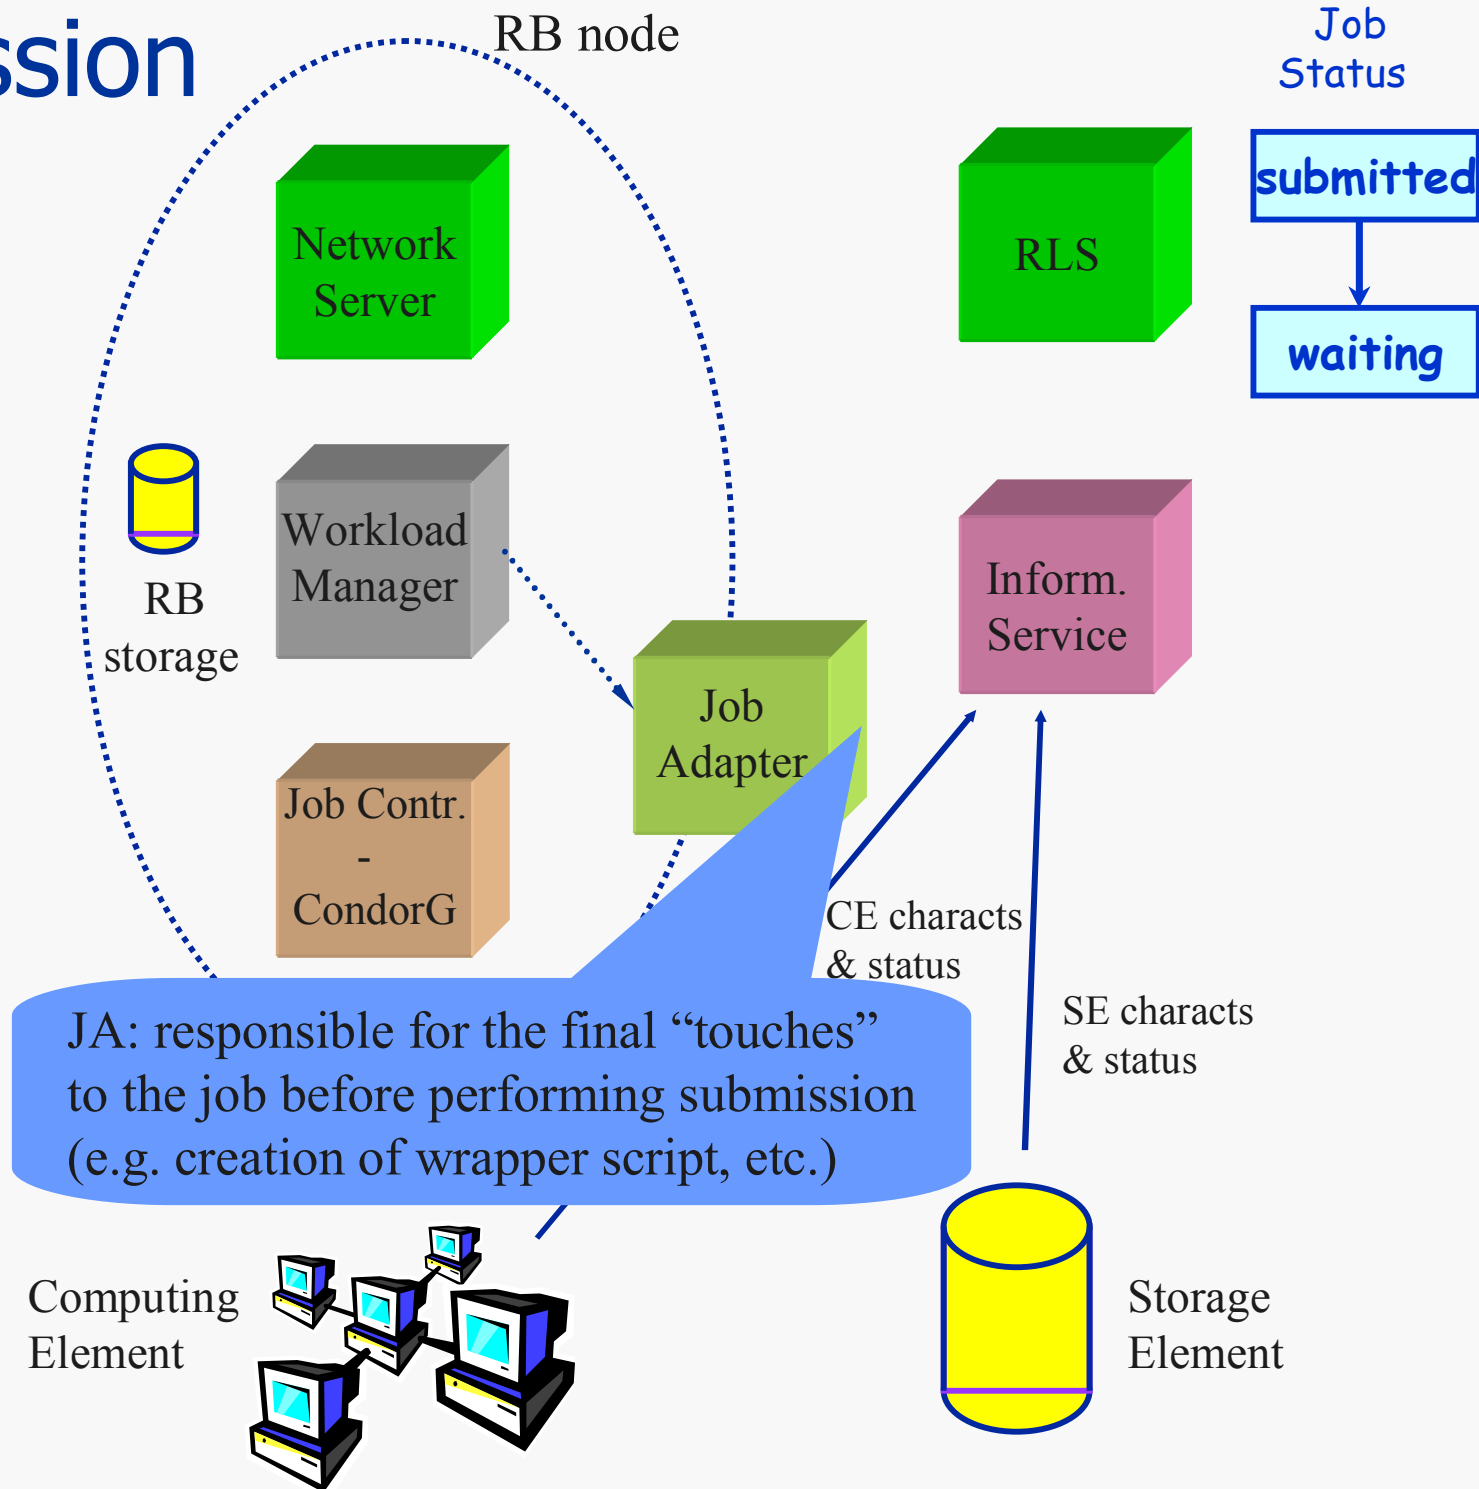 ssion
RB node
Job
Status
submitted
waiting
Network
Server
RLS
Workload
Manager
RB
storage
Inform.
Service
Job
Adapter
Job Contr.
-
CondorG
CE characts
& status
SE characts
& status
JA: responsible for the final “touches”
to the job before performing submission
(e.g. creation of wrapper script, etc.)
Computing
Element
Storage
Element